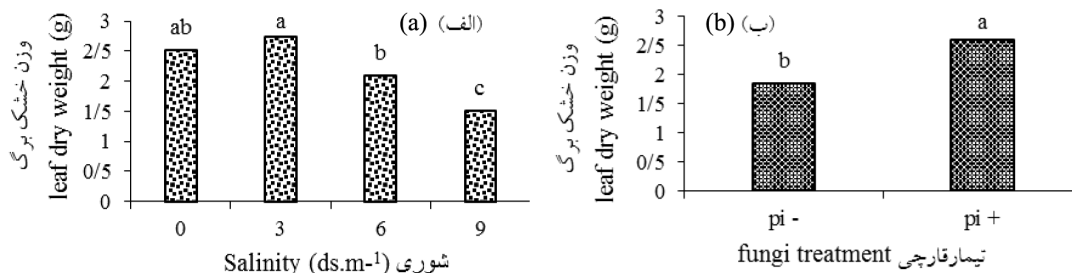 (a) (الف)
وزن خشک برگ
leaf dry weight (g)
3
2/5
2
1/5
1
0/5
0
ab
a
b
c
0 3 6 9
Salinity (ds.m-1) شوری
(b) (ب)
وزن خشک برگ
leaf dry weight (g)
3
2/5
2
1/5
1
0/5
0
b
a
pi - pi +
fungi treatment تیمارقارچی